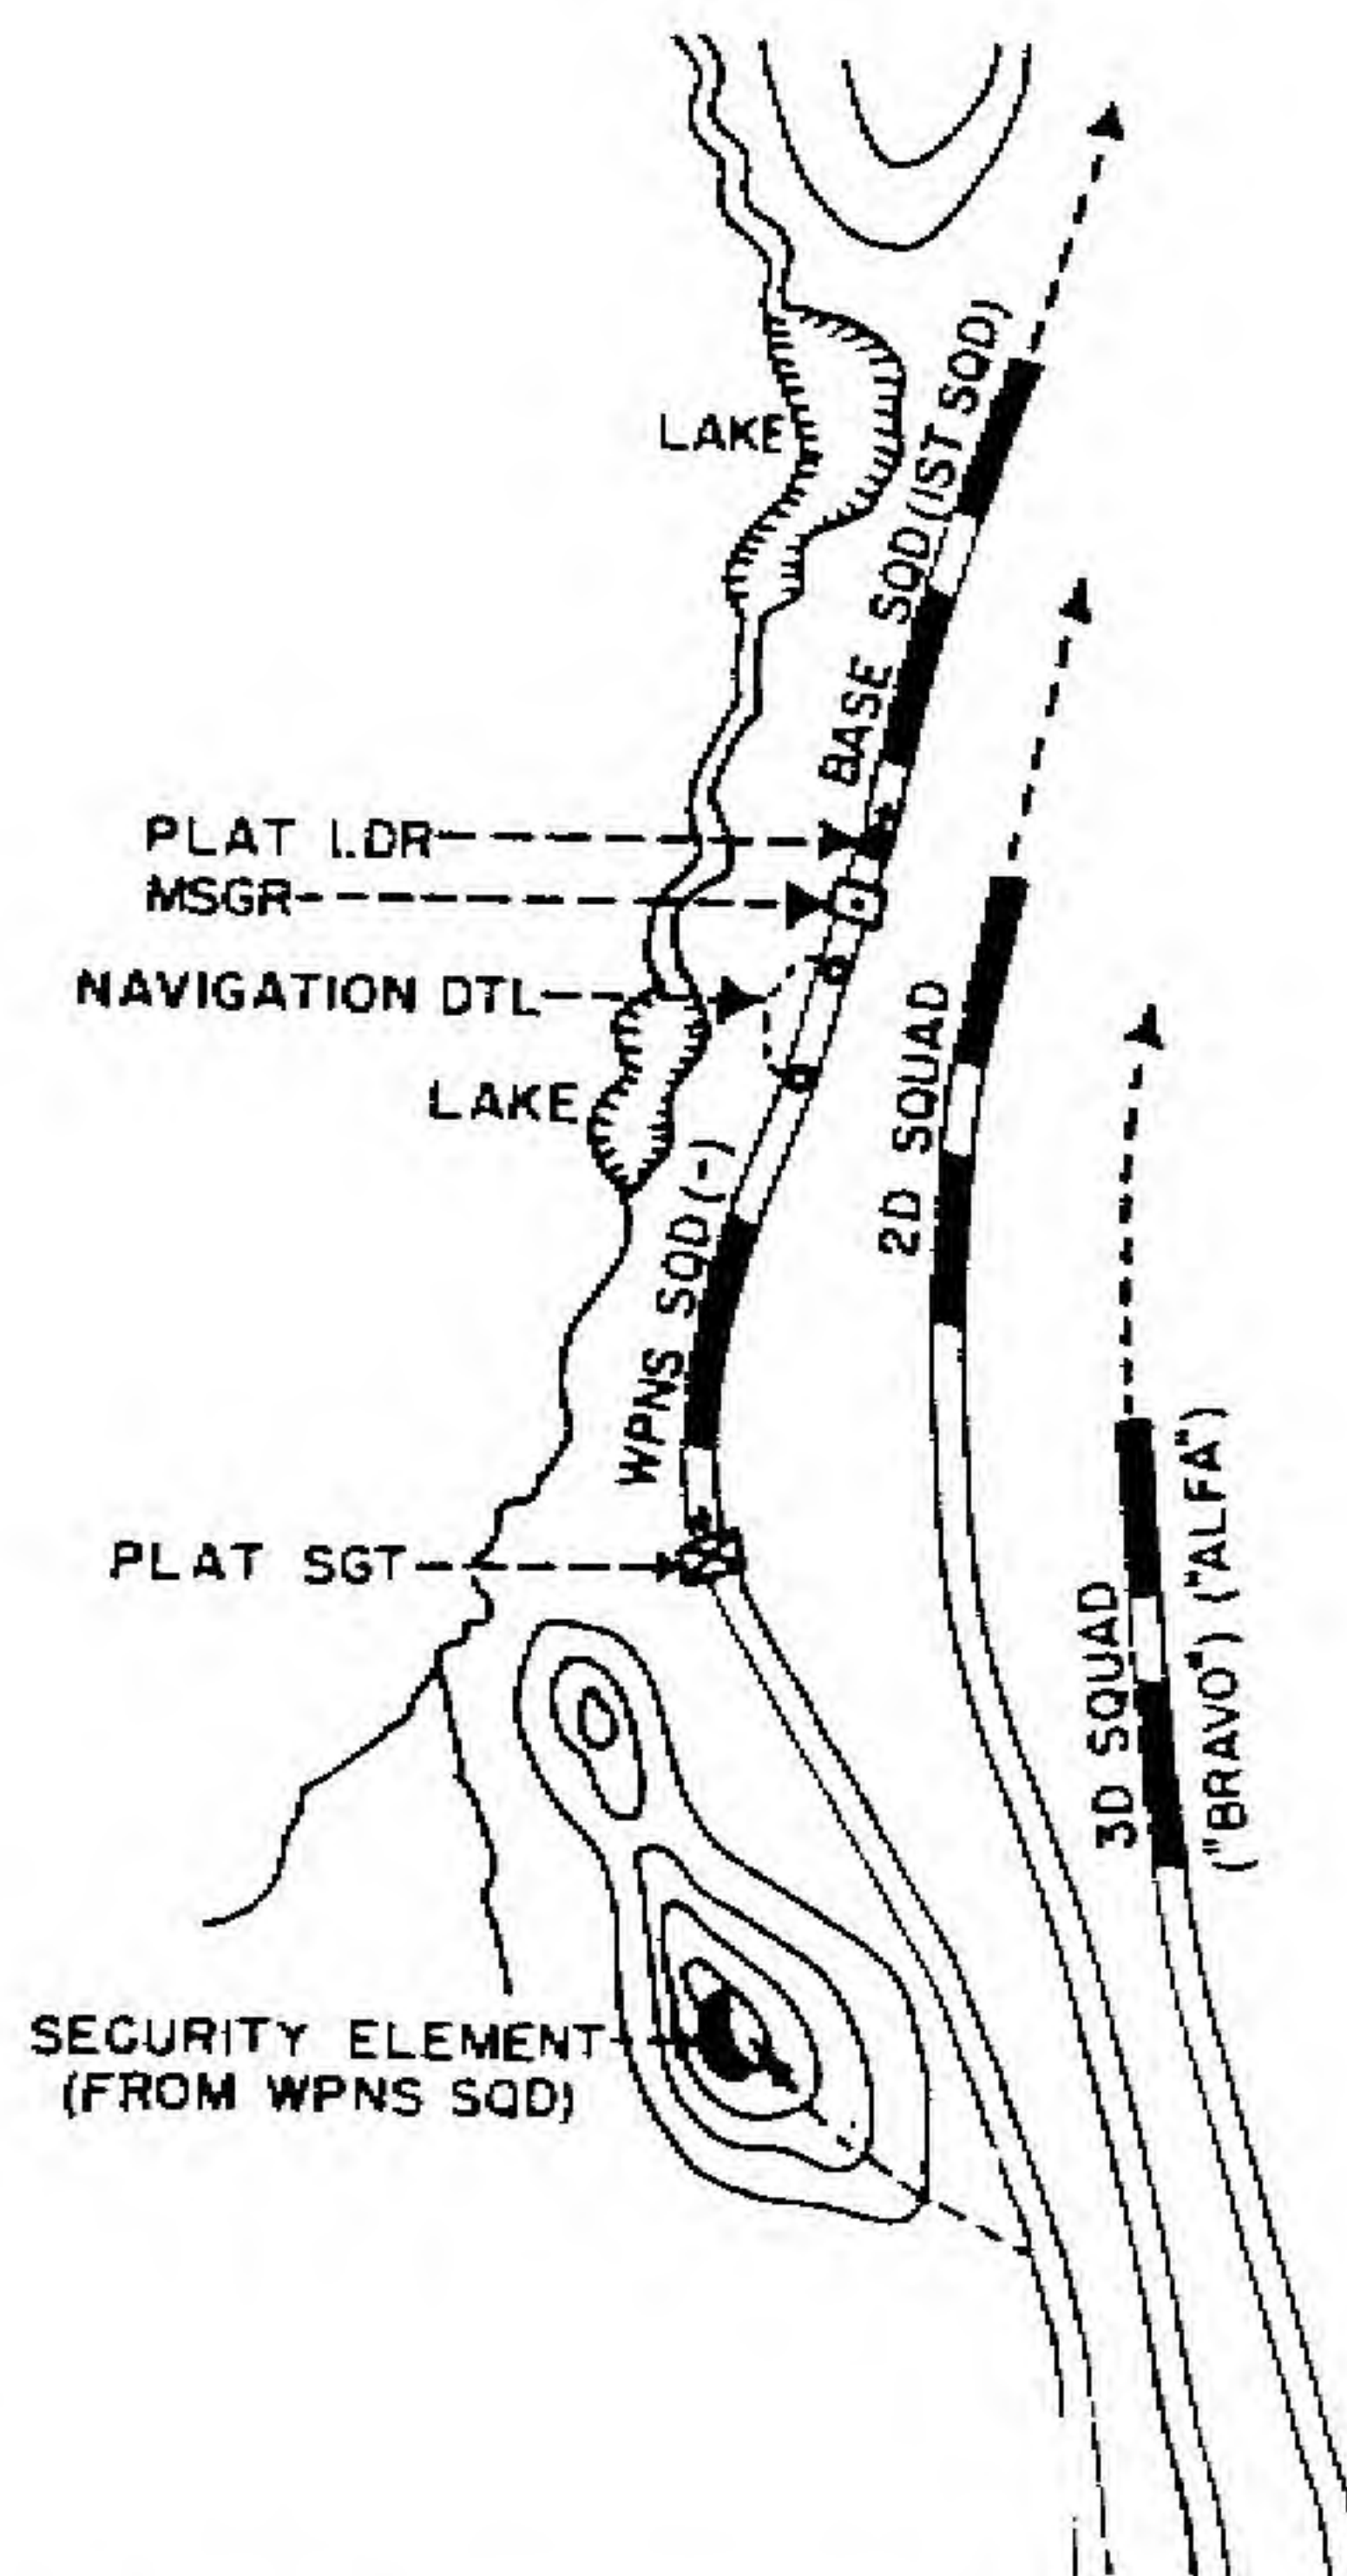 LAKE
BASE SQD (1ST SQD)
PLAT LDR
MSGR
NAVIGATION DTL
LAKE
2D SQUAD
WPNS SQD (-)
PLAT SGT
3D SQUAD
("BRAVO") ("ALFA")
SECURITY ELEMENT
(FROM WPNS SQD)